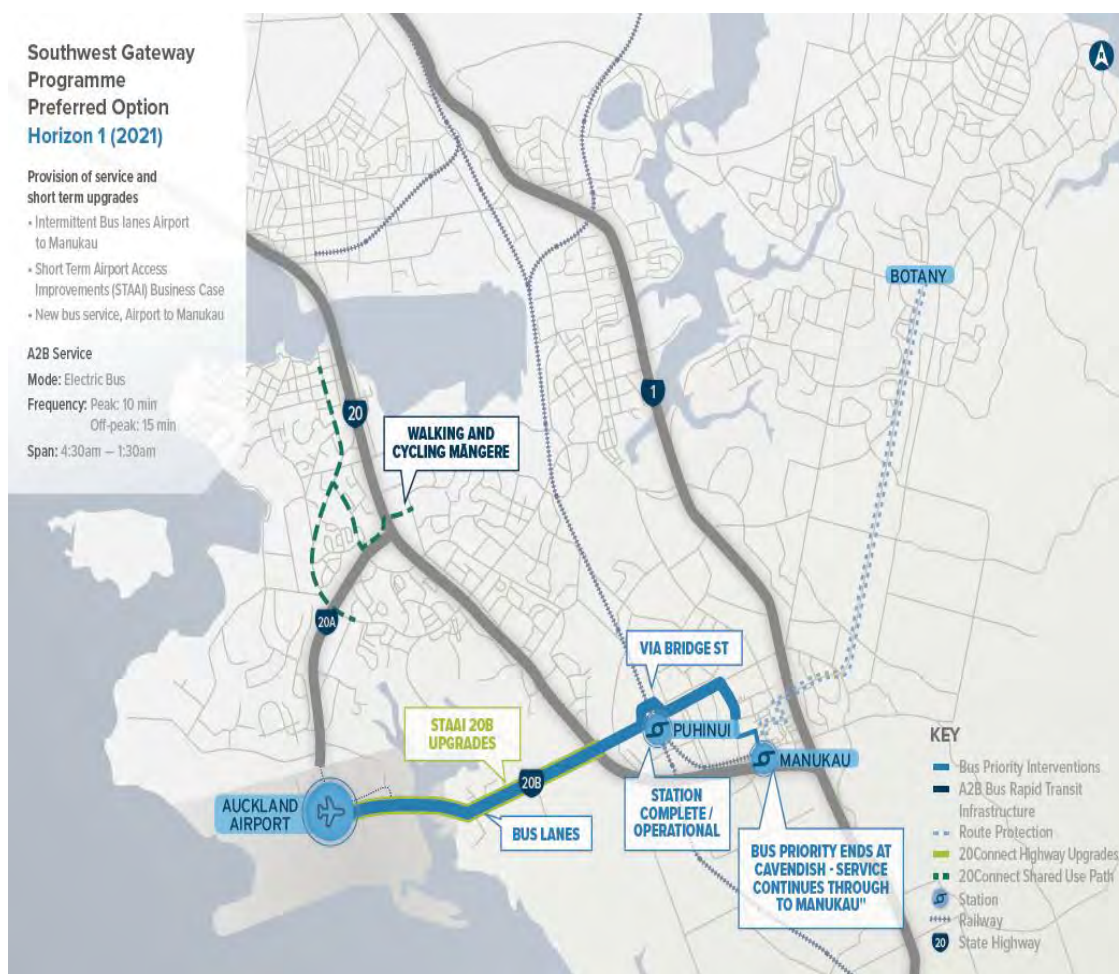 Southwest Gateway
Programme
Preferred Option
Horizon 1 (2021)
Provision of service and
short term upgrades
• Intermittent Bus lanes Airport
to Manukau
• Short Term Airport Access
Improvements (STAAI) Business Case
• New bus service, Airport to Manukau
A2B Service
Mode: Electric Bus
Frequency: Peak: 10 min
Off-peak: 15 min
Span: 4:30am – 1:30am
BOTANY
1
20
WALKING AND
CYCLING MĀNGERE
20A
VIA BRIDGE ST
STAAI 20B
UPGRADES
PUHINUI
MANUKAU
20B
AUCKLAND
AIRPORT
BUS LANES
STATION
COMPLETE /
OPERATIONAL
BUS PRIORITY ENDS AT
CAVENDISH - SERVICE
CONTINUES THROUGH
TO MANUKAU"
KEY
Bus Priority Interventions
A2B Bus Rapid Transit
Infrastructure
Route Protection
20Connect Highway Upgrades
20Connect Shared Use Path
Station
Railway
20 State Highway